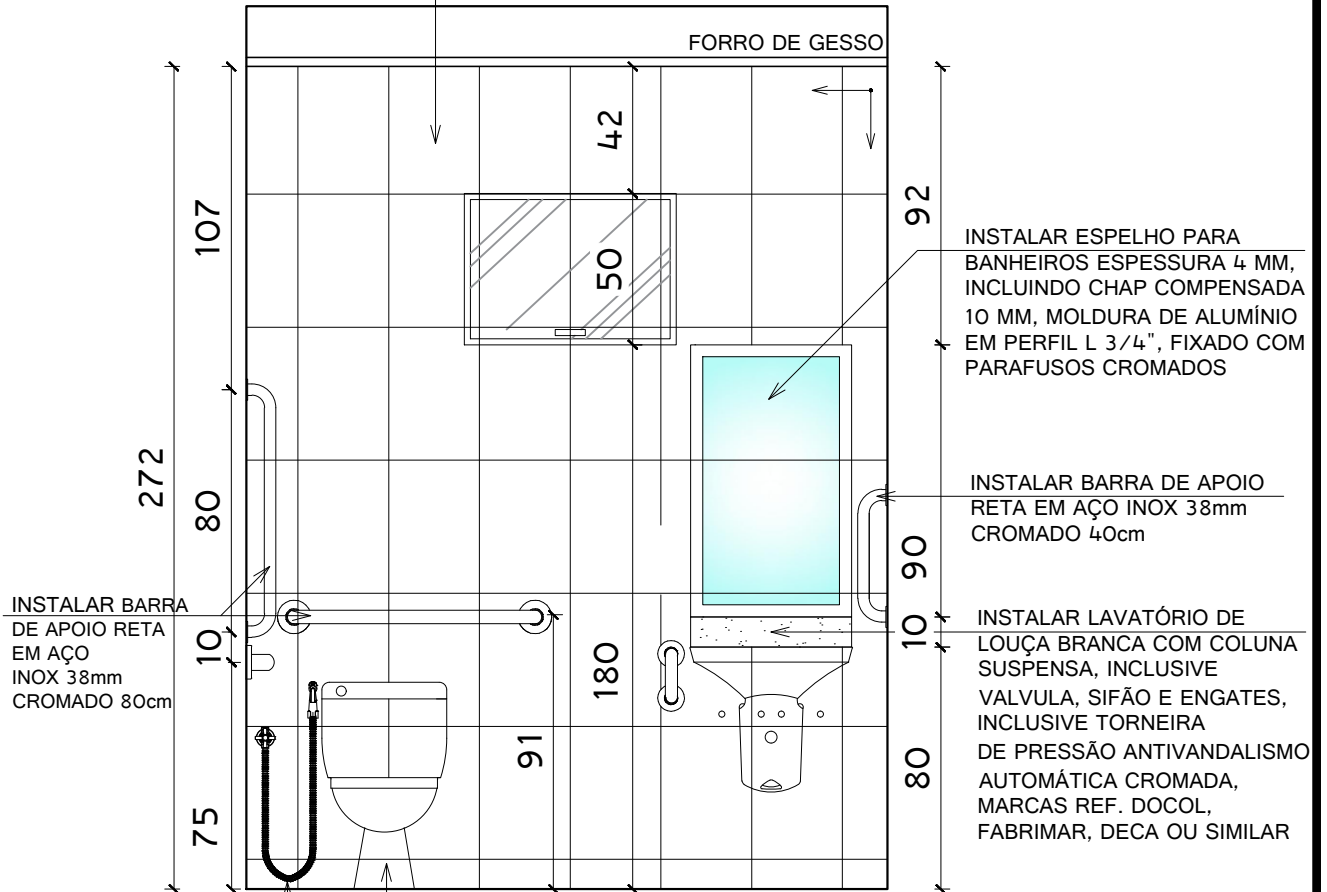 FORRO DE GESSO
42
107
92
50
INSTALAR ESPELHO PARA
BANHEIROS ESPESSURA 4 MM,
INCLUINDO CHAP COMPENSADA
10 MM, MOLDURA DE ALUMÍNIO
EM PERFIL L 3/4", FIXADO COM
PARAFUSOS CROMADOS
272
80
INSTALAR BARRA DE APOIO
RETA EM AÇO INOX 38mm
CROMADO 40cm
90
INSTALAR BARRA
DE APOIO RETA
EM AÇO
INOX 38mm
CROMADO 80cm
10
10
180
91
75
80
INSTALAR LAVATÓRIO DE
LOUÇA BRANCA COM COLUNA
SUSPENSA, INCLUSIVE
VALVULA, SIFÃO E ENGATES,
INCLUSIVE TORNEIRA
DE PRESSÃO ANTIVANDALISMO
AUTOMÁTICA CROMADA,
MARCAS REF. DOCOL,
FABRIMAR, DECA OU SIMILAR